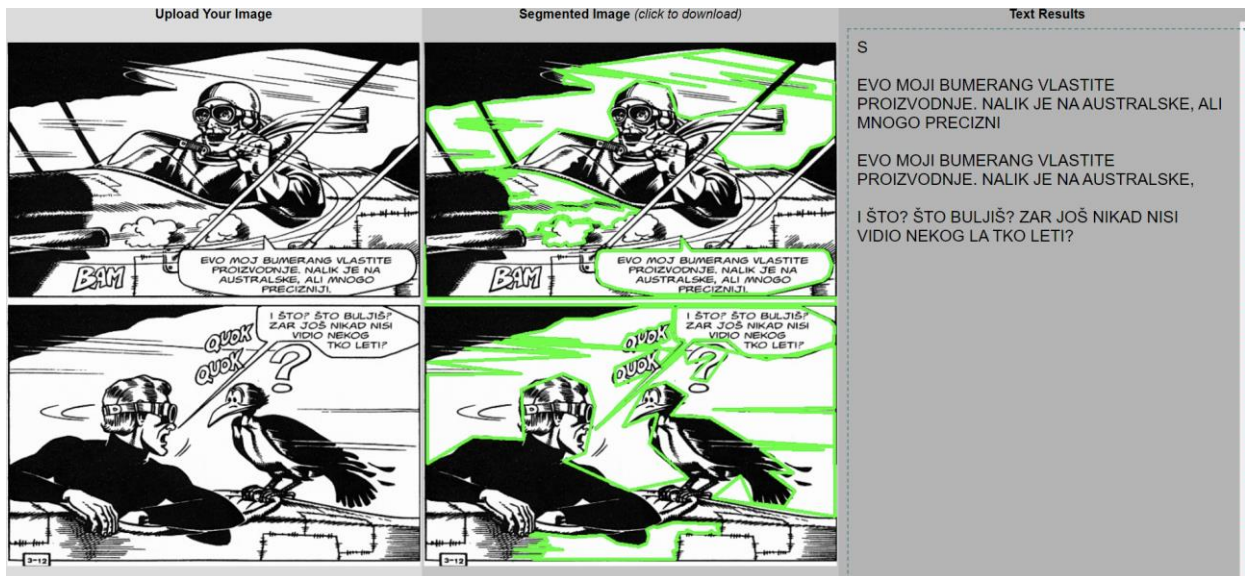 Upload Your Image
Segmented Image (click to download)
Text Results
BAM
EVO MOJ BUMERANG VLASTITE
PROIZVODNJE. NALIK JE NA
AUSTRALSKE, ALI MNOGO
PRECIZNIJI.
QUOK
QUOK
I ŠTO? ŠTO BULJIŠ?
ZAR JOŠ NIKAD NISI
VIDIO NEKOG
TKO LETI?
?
3-12
BAM
EVO MOJ BUMERANG VLASTITE
PROIZVODNJE. NALIK JE NA
AUSTRALSKE, ALI MNOGO
PRECIZNIJI.
QUOK
QUOK
I ŠTO? ŠTO BULJIŠ?
ZAR JOŠ NIKAD NISI
VIDIO NEKOG
TKO LETI?
?
3-12
S
EVO MOJI BUMERANG VLASTITE
PROIZVODNJE. NALIK JE NA AUSTRALSKE, ALI
MNOGO PRECIZNI
EVO MOJI BUMERANG VLASTITE
PROIZVODNJE. NALIK JE NA AUSTRALSKE,
I ŠTO? ŠTO BULJIŠ? ZAR JOŠ NIKAD NISI
VIDIO NEKOG LA TKO LETI?